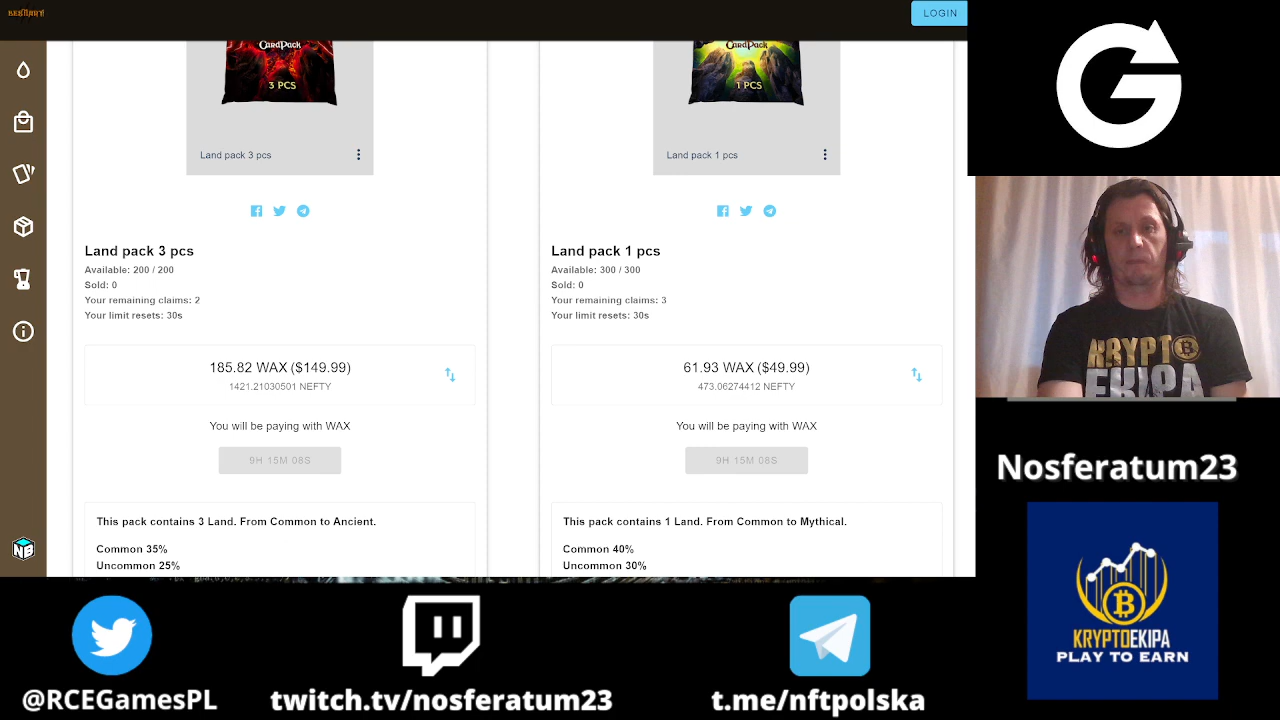 BESTIARY!
LOGIN
CardPack
3 PCS
CardPack
1 PCS
Land pack 3 pcs
Land pack 1 pcs
Land pack 3 pcs
Available: 200 / 200
Sold: 0
Your remaining claims: 2
Your limit resets: 30s
Land pack 1 pcs
Available: 300 / 300
Sold: 0
Your remaining claims: 3
Your limit resets: 30s
185.82 WAX ($149.99)
1421.21030501 NEFTY
61.93 WAX ($49.99)
473.06274412 NEFTY
You will be paying with WAX
You will be paying with WAX
9H 15M 08S
9H 15M 08S
This pack contains 3 Land. From Common to Ancient.
Common 35%
Uncommon 25%
This pack contains 1 Land. From Common to Mythical.
Common 40%
Uncommon 30%
NB
G
KRYPTO
EKIPA
Nosferatum23
KRYPTOEKIPA
PLAY TO EARN
@RCEGamesPL
twitch.tv/nosferatum23
t.me/nftpolska